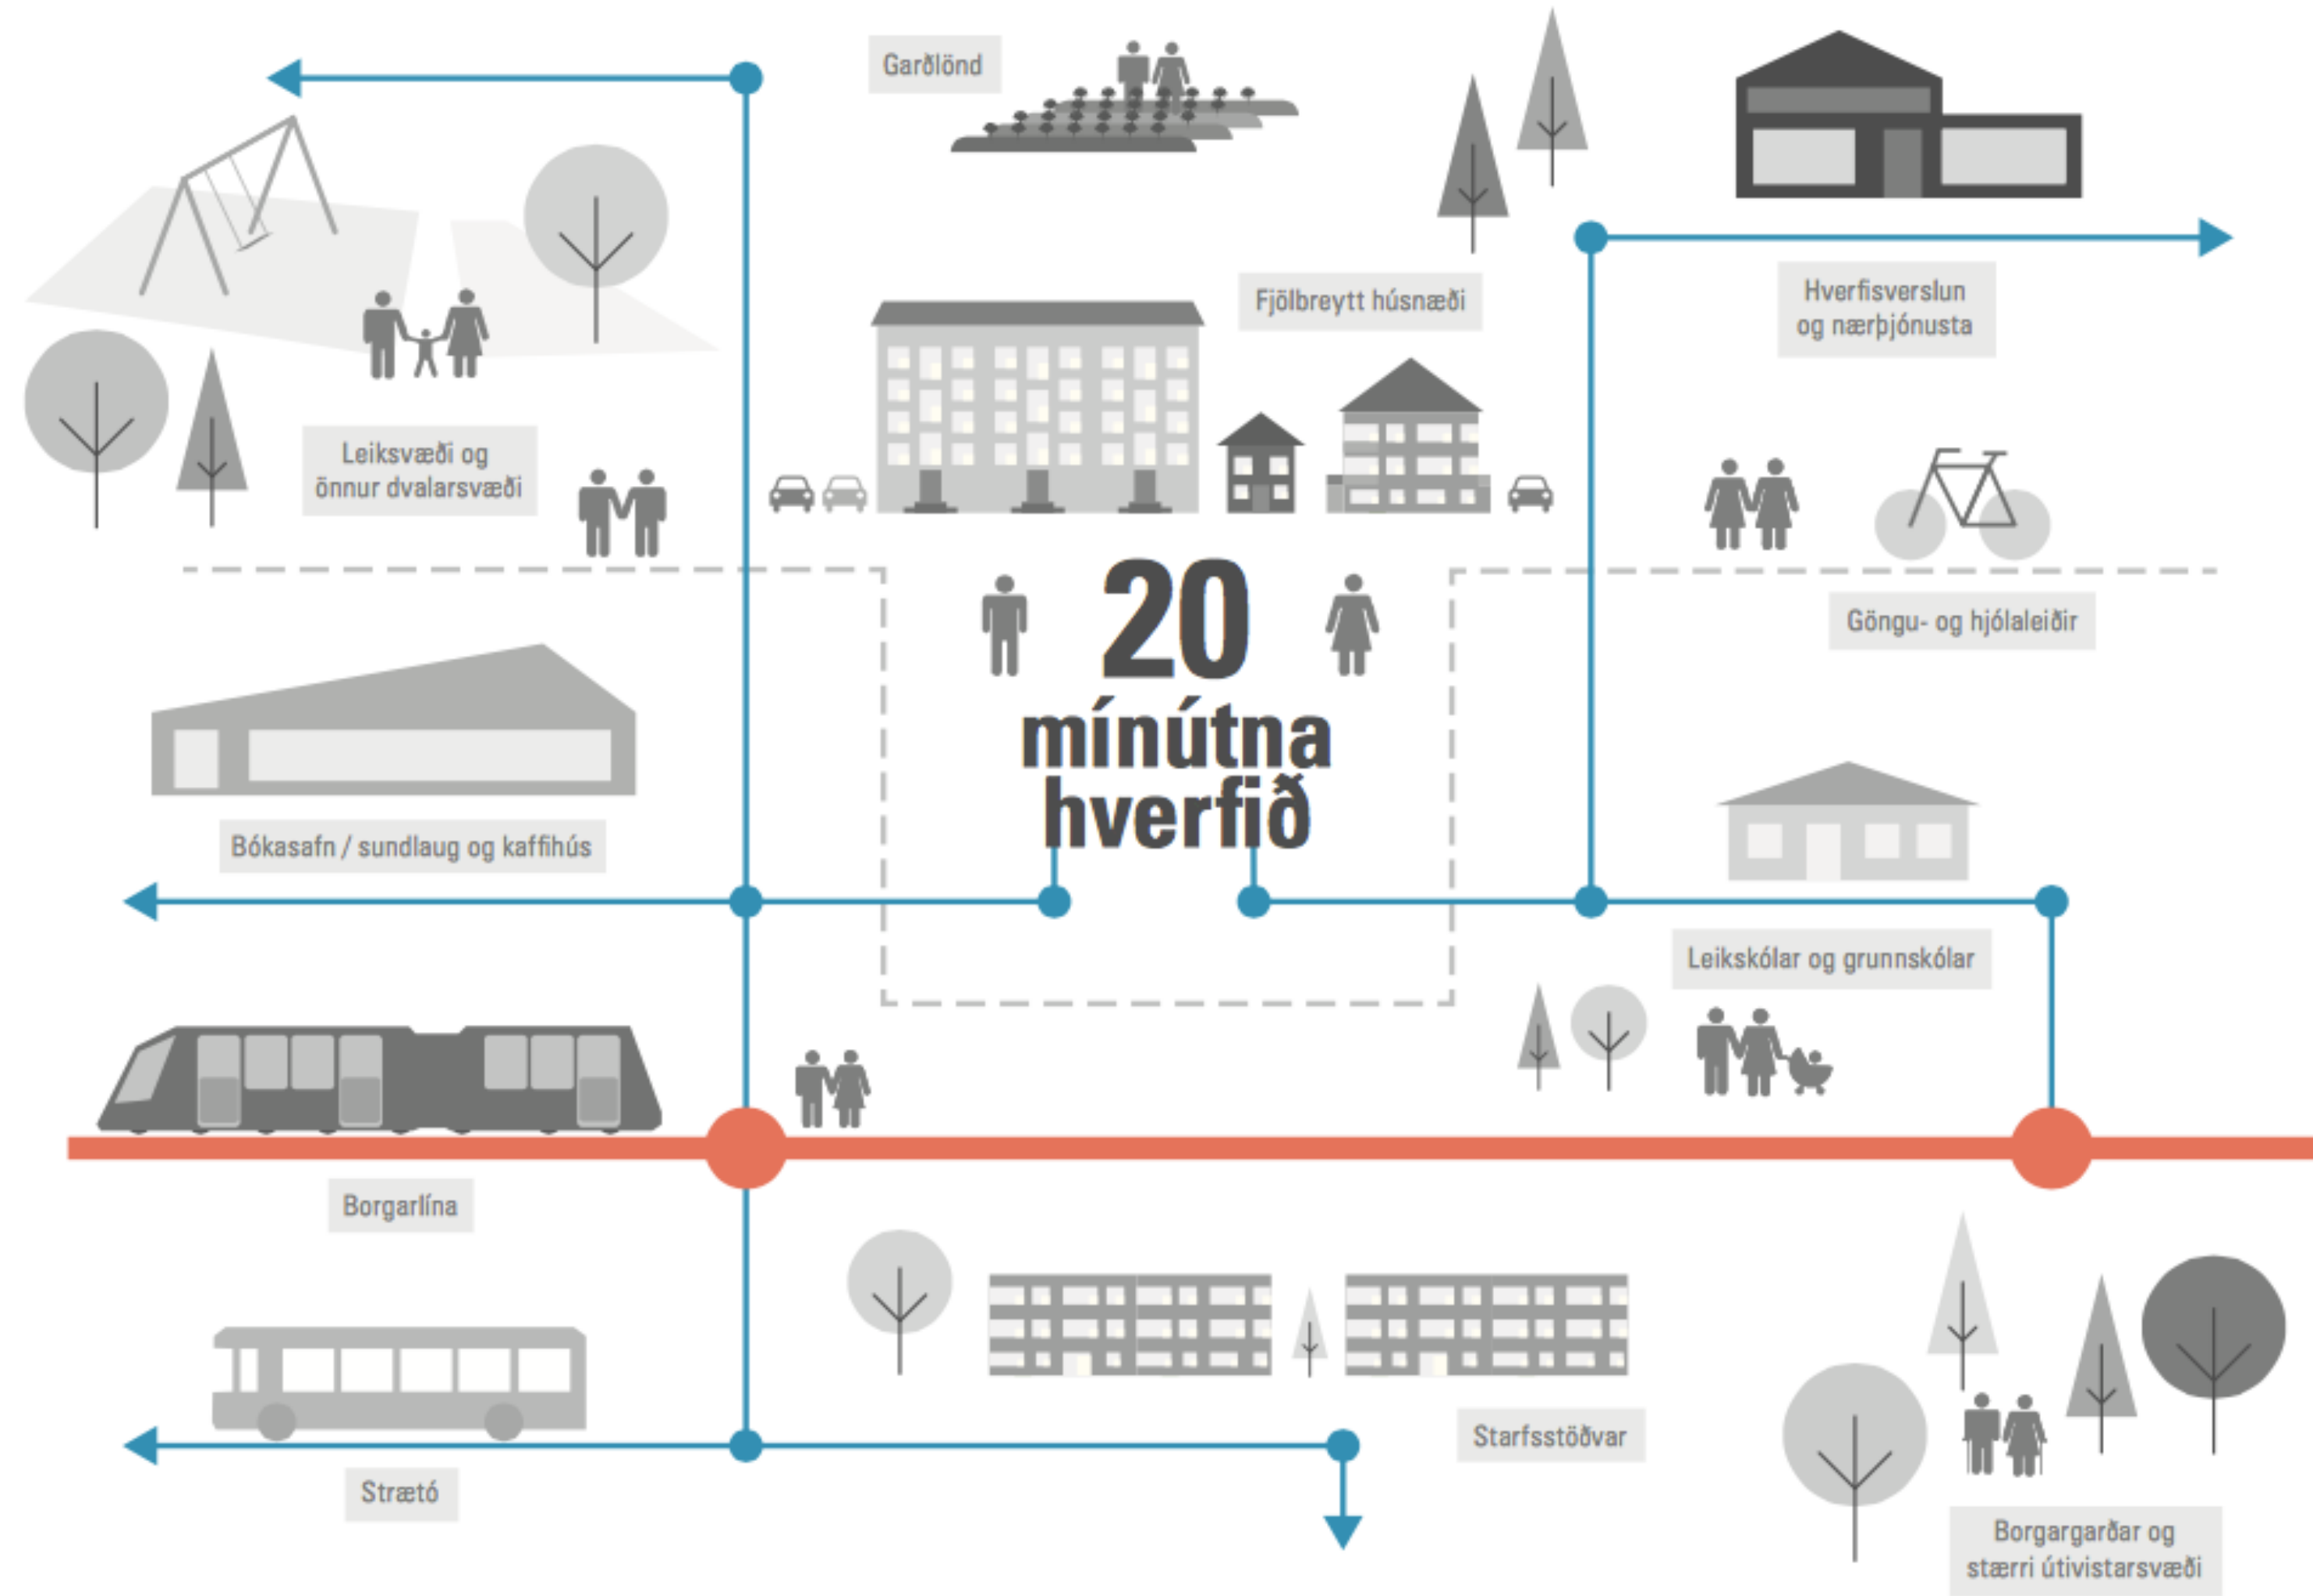 Garðlönd
Fjölbreytt húsnæði
Hverfisverslun
og nærþjónusta
Leiksvæði og
önnur dvalarsvæði
20
mínútna
hverfið
Göngu- og hjólaleiðir
Bókasafn / sundlaug og kaffihús
Leikskólar og grunnskólar
Borgarlína
Starfsstöðvar
Strætó
Borgargarðar og
stærri útivistarsvæði